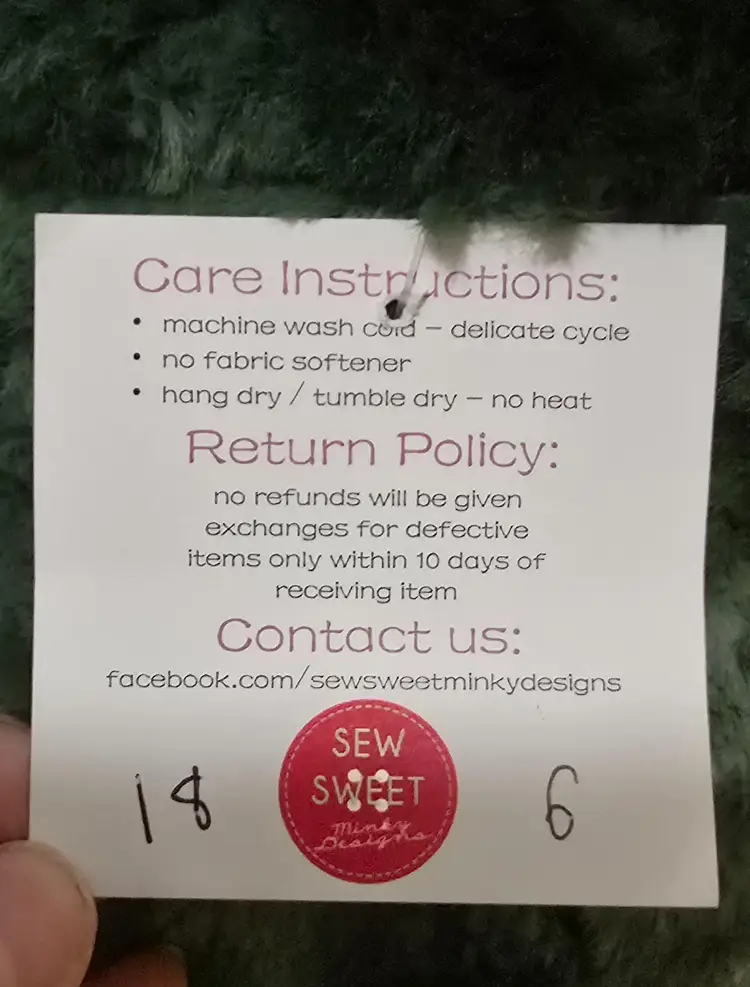 Care Instructions:
• machine wash cold – delicate cycle
• no fabric softener
• hang dry / tumble dry – no heat
Return Policy:
no refunds will be given
exchanges for defective
items only within 10 days of
receiving item
Contact us:
facebook.com/sewsweetminkydesigns
SEW
SWEET
Minky
Designs
18
6